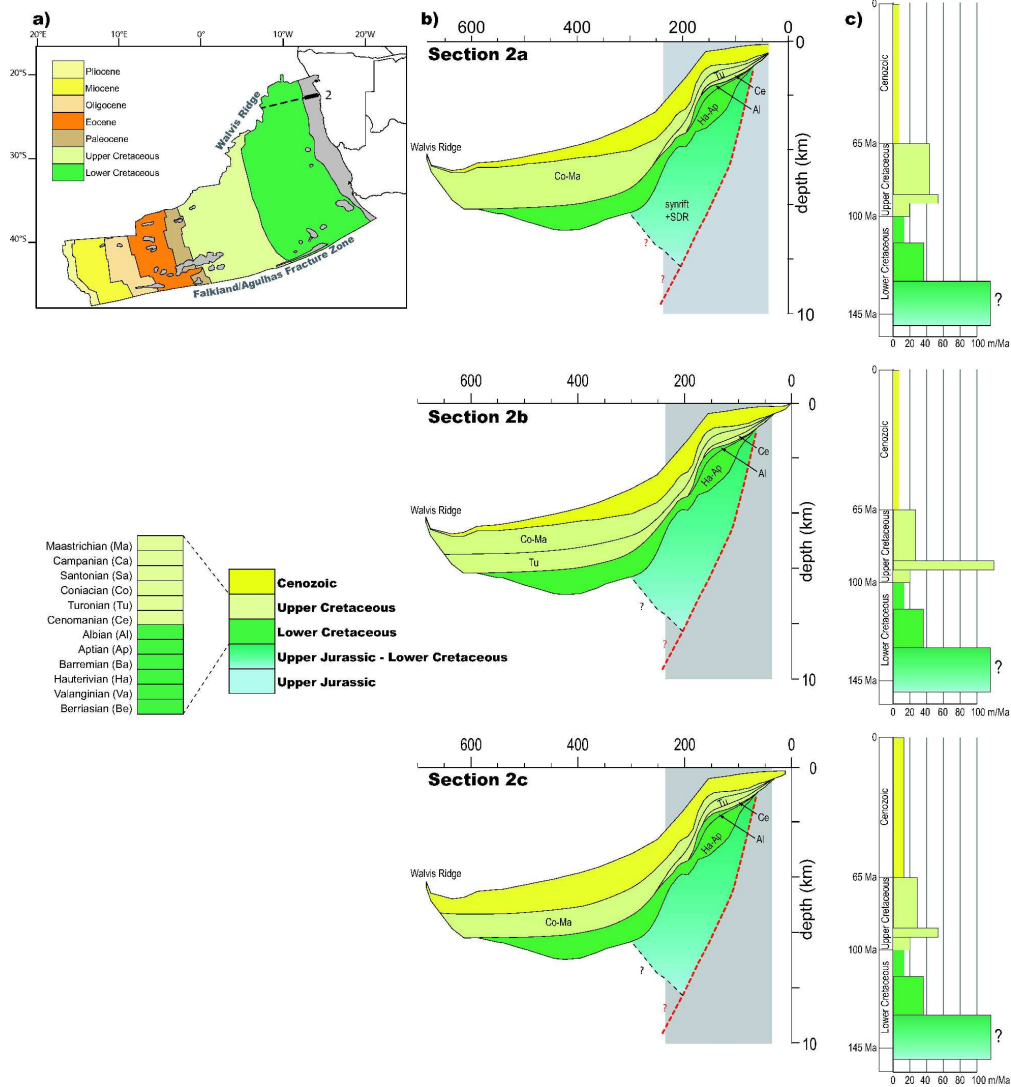 a)
20°E 10°E 0° 10°W 20°W
20°S
30°S
40°S
Pliocene
Miocene
Oligocene
Eocene
Paleocene
Upper Cretaceous
Lower Cretaceous
Walvis Ridge
2
Falkland/Agulhas Fracture Zone
b)
600 400 200 0
Section 2a
0
Tu
Ce
Al
Ha-Ap
Walvis Ridge
Co-Ma
synrift
+SDR
?
?
depth (km)
10
c)
0
Cenozoic
65 Ma
Upper Cretaceous
100 Ma
Lower Cretaceous
145 Ma
?
0 20 40 60 80 100 m/Ma
600 400 200 0
Section 2b
0
Ce
Al
Ha-Ap
Walvis Ridge
Co-Ma
Tu
?
?
depth (km)
10
0
Cenozoic
65 Ma
Upper Cretaceous
100 Ma
Lower Cretaceous
145 Ma
?
0 20 40 60 80 100 m/Ma
Maastrichian (Ma)
Campanian (Ca)
Santonian (Sa)
Coniacian (Co)
Turonian (Tu)
Cenomanian (Ce)
Albian (Al)
Aptian (Ap)
Barremian (Ba)
Hauterivian (Ha)
Valanginian (Va)
Berriasian (Be)
Cenozoic
Upper Cretaceous
Lower Cretaceous
Upper Jurassic - Lower Cretaceous
Upper Jurassic
600 400 200 0
Section 2c
0
Tu
Ce
Al
Ha-Ap
Walvis Ridge
Co-Ma
?
?
depth (km)
10
0
Cenozoic
65 Ma
Upper Cretaceous
100 Ma
Lower Cretaceous
145 Ma
?
0 20 40 60 80 100 m/Ma